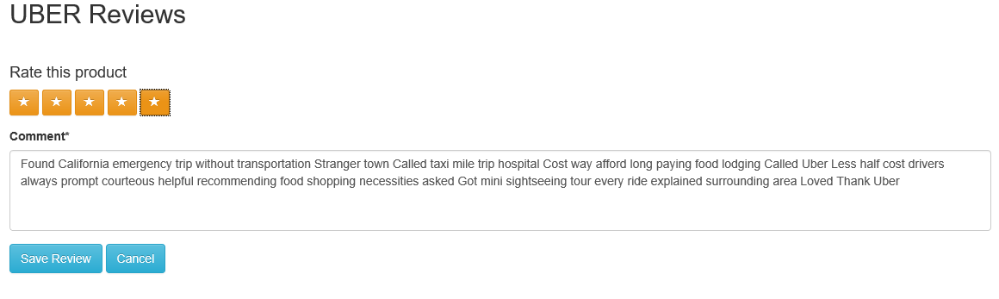 UBER Reviews
Rate this product
Comment*
Found California emergency trip without transportation Stranger town Called taxi mile trip hospital Cost way afford long paying food lodging Called Uber Less half cost drivers
always prompt courteous helpful recommending food shopping necessities asked Got mini sightseeing tour every ride explained surrounding area Loved Thank Uber
Save Review Cancel